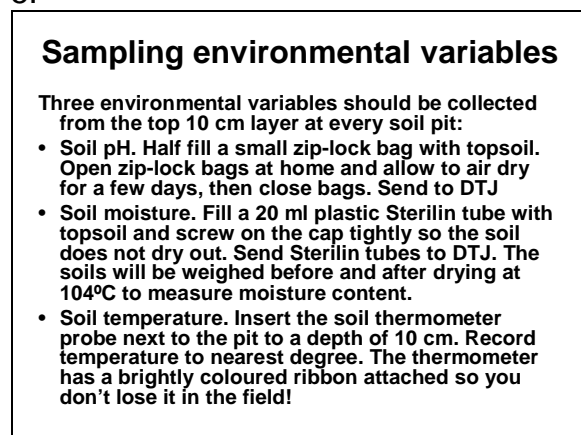 Sampling environmental variables
Three environmental variables should be collected
from the top 10 cm layer at every soil pit:
• Soil pH. Half fill a small zip-lock bag with topsoil.
Open zip-lock bags at home and allow to air dry
for a few days, then close bags. Send to DTJ
• Soil moisture. Fill a 20 ml plastic Sterilin tube with
topsoil and screw on the cap tightly so the soil
does not dry out. Send Sterilin tubes to DTJ. The
soils will be weighed before and after drying at
104ºC to measure moisture content.
• Soil temperature. Insert the soil thermometer
probe next to the pit to a depth of 10 cm. Record
temperature to nearest degree. The thermometer
has a brightly coloured ribbon attached so you
don’t lose it in the field!